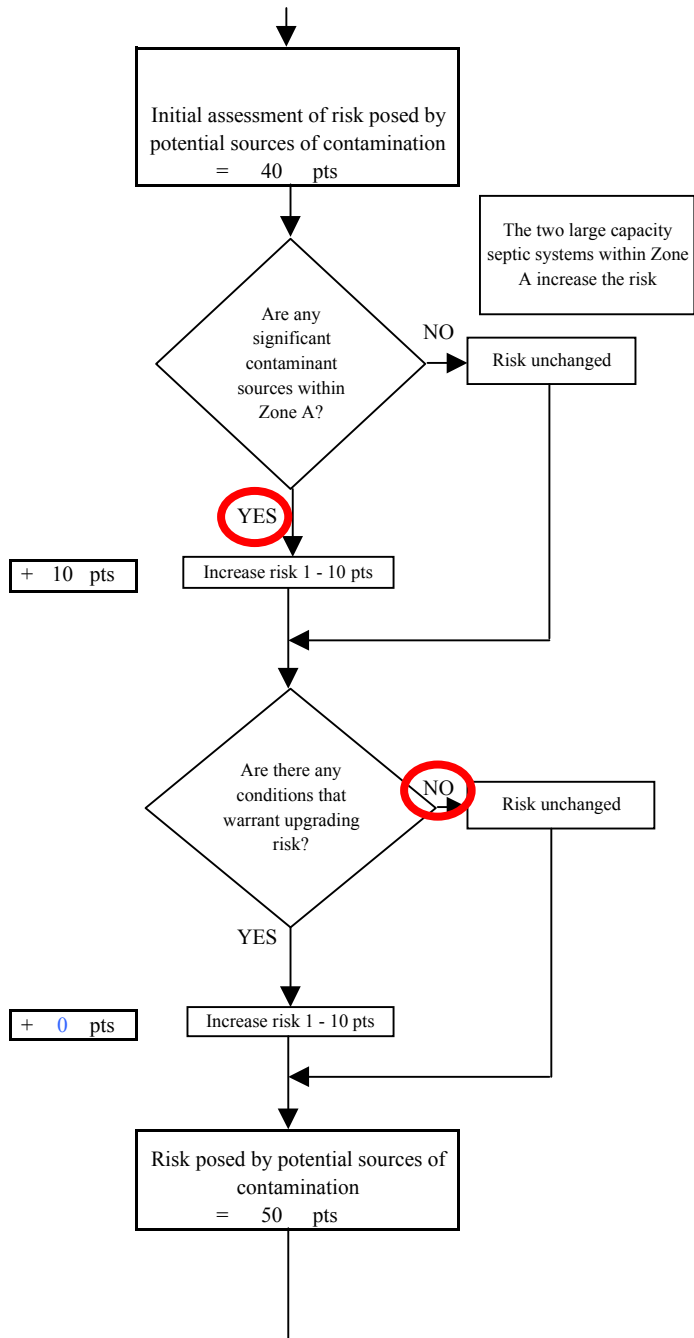 Initial assessment of risk posed by
potential sources of contamination
= 40 pts
The two large capacity
septic systems within Zone
A increase the risk
Are any
significant
contaminant
sources within
Zone A?
NO
Risk unchanged
YES
+ 10 pts
Increase risk 1 - 10 pts
Are there any
conditions that
warrant upgrading
risk?
NO
Risk unchanged
YES
+ 0 pts
Increase risk 1 - 10 pts
Risk posed by potential sources of
contamination
= 50 pts